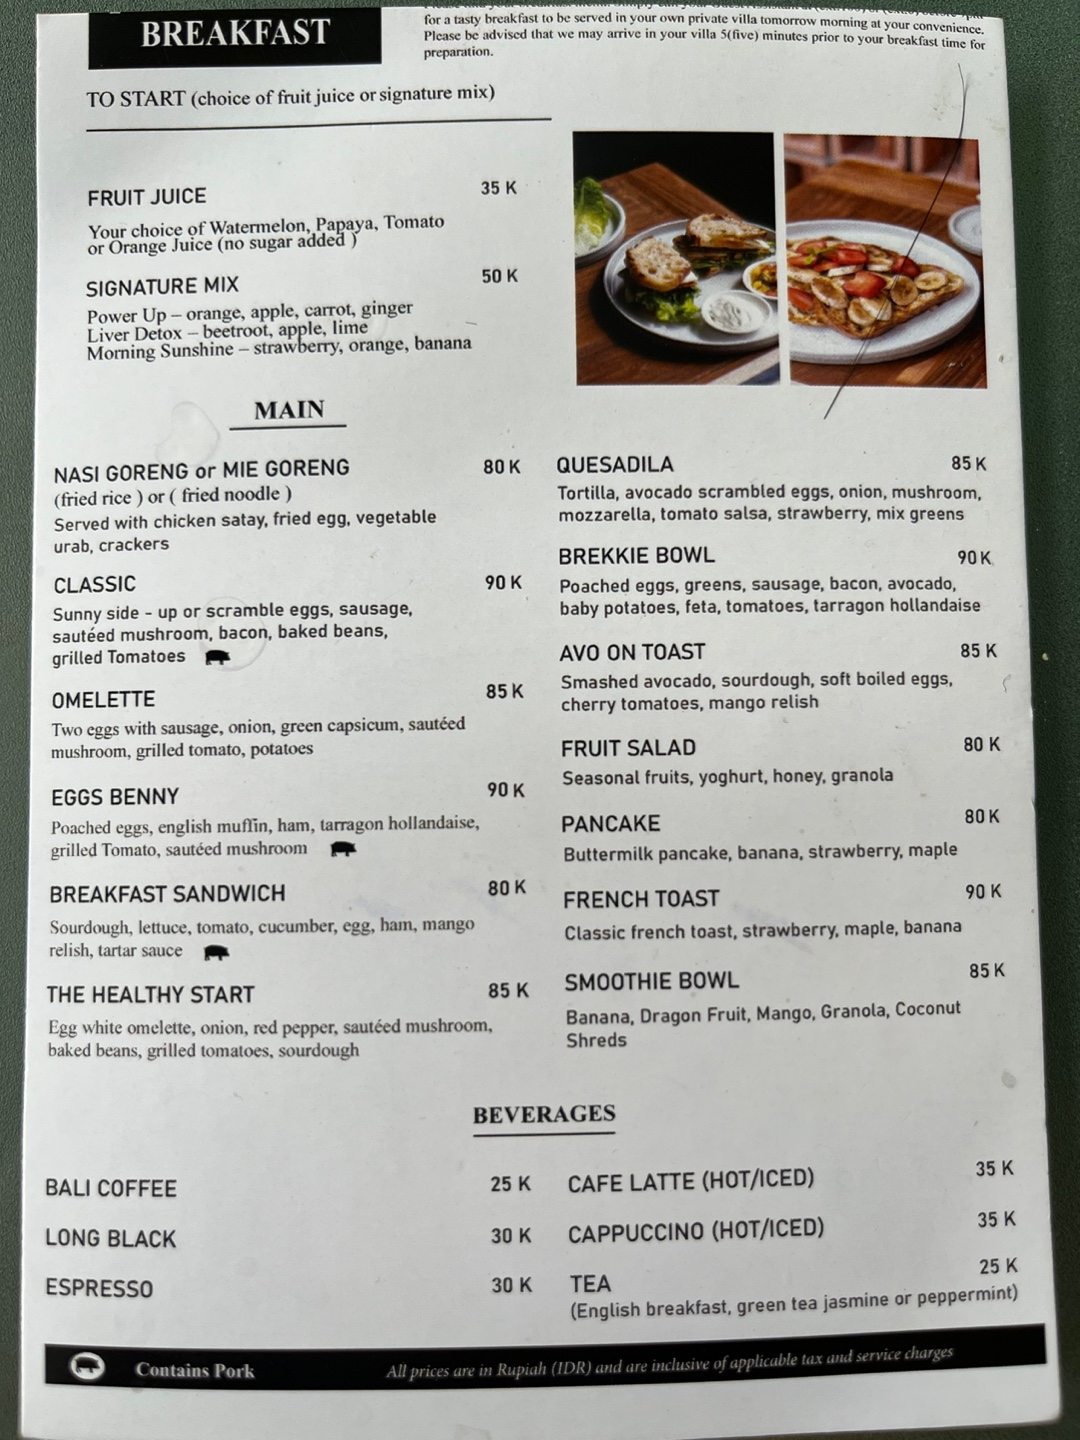 BREAKFAST
for a tasty breakfast to be served in your own private villa tomorrow morning at your convenience.
Please be advised that we may arrive in your villa 5(five) minutes prior to your breakfast time for
preparation.
TO START (choice of fruit juice or signature mix)
FRUIT JUICE 35 K
Your choice of Watermelon, Papaya, Tomato
or Orange Juice (no sugar added )
SIGNATURE MIX 50 K
Power Up – orange, apple, carrot, ginger
Liver Detox – beetroot, apple, lime
Morning Sunshine – strawberry, orange, banana
MAIN
NASI GORENG or MIE GORENG 80 K
(fried rice ) or ( fried noodle )
Served with chicken satay, fried egg, vegetable
urab, crackers
CLASSIC 90 K
Sunny side - up or scramble eggs, sausage,
sautéed mushroom, bacon, baked beans,
grilled Tomatoes
OMELETTE 85 K
Two eggs with sausage, onion, green capsicum, sautéed
mushroom, grilled tomato, potatoes
EGGS BENNY 90 K
Poached eggs, english muffin, ham, tarragon hollandaise,
grilled Tomato, sautéed mushroom
BREAKFAST SANDWICH 80 K
Sourdough, lettuce, tomato, cucumber, egg, ham, mango
relish, tartar sauce
THE HEALTHY START 85 K
Egg white omelette, onion, red pepper, sautéed mushroom,
baked beans, grilled tomatoes, sourdough
QUESADILA 85 K
Tortilla, avocado scrambled eggs, onion, mushroom,
mozzarella, tomato salsa, strawberry, mix greens
BREKKIE BOWL 90 K
Poached eggs, greens, sausage, bacon, avocado,
baby potatoes, feta, tomatoes, tarragon hollandaise
AVO ON TOAST 85 K
Smashed avocado, sourdough, soft boiled eggs,
cherry tomatoes, mango relish
FRUIT SALAD 80 K
Seasonal fruits, yoghurt, honey, granola
PANCAKE 80 K
Buttermilk pancake, banana, strawberry, maple
FRENCH TOAST 90 K
Classic french toast, strawberry, maple, banana
SMOOTHIE BOWL 85 K
Banana, Dragon Fruit, Mango, Granola, Coconut
Shreds
BEVERAGES
BALI COFFEE 25 K
LONG BLACK 30 K
ESPRESSO 30 K
CAFE LATTE (HOT/ICED) 35 K
CAPPUCCINO (HOT/ICED) 35 K
TEA 25 K
(English breakfast, green tea jasmine or peppermint)
Contains Pork
All prices are in Rupiah (IDR) and are inclusive of applicable tax and service charges